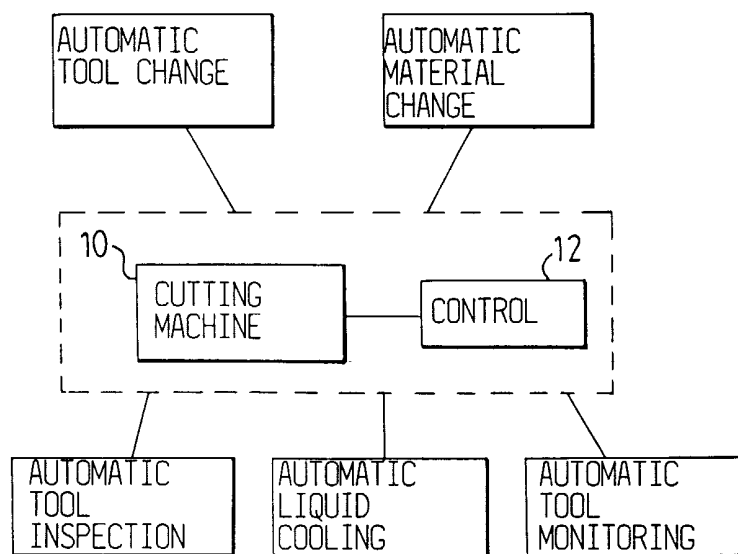 AUTOMATIC
TOOL CHANGE
AUTOMATIC
MATERIAL
CHANGE
10
12
CUTTING
MACHINE
CONTROL
AUTOMATIC
TOOL
INSPECTION
AUTOMATIC
LIQUID
COOLING
AUTOMATIC
TOOL
MONITORING